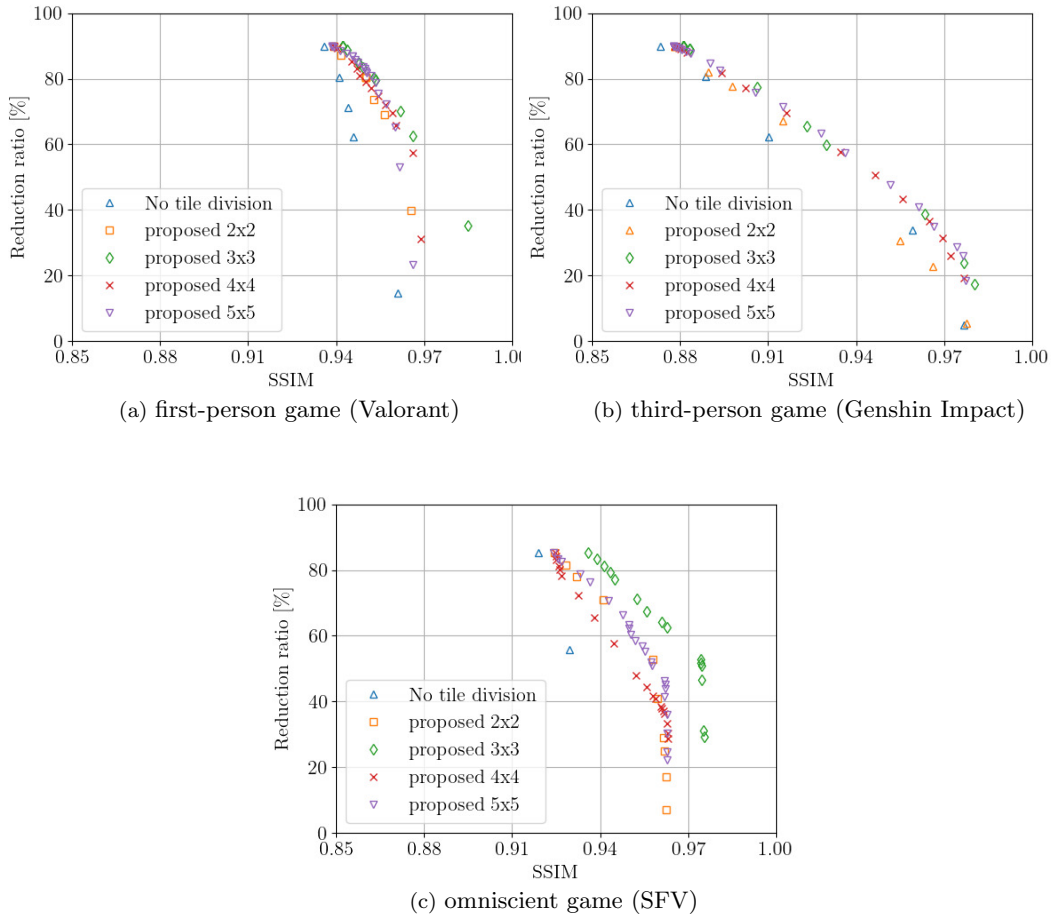 100
80
60
40
20
0
Reduction ratio [%]
No tile division
proposed 2x2
proposed 3x3
proposed 4x4
proposed 5x5
0.85 0.88 0.91 0.94 0.97 1.00
SSIM
(a) first-person game (Valorant)
100
80
60
40
20
0
Reduction ratio [%]
No tile division
proposed 2x2
proposed 3x3
proposed 4x4
proposed 5x5
0.85 0.88 0.91 0.94 0.97 1.00
SSIM
(b) third-person game (Genshin Impact)
100
80
60
40
20
0
Reduction ratio [%]
No tile division
proposed 2x2
proposed 3x3
proposed 4x4
proposed 5x5
0.85 0.88 0.91 0.94 0.97 1.00
SSIM
(c) omniscient game (SFV)